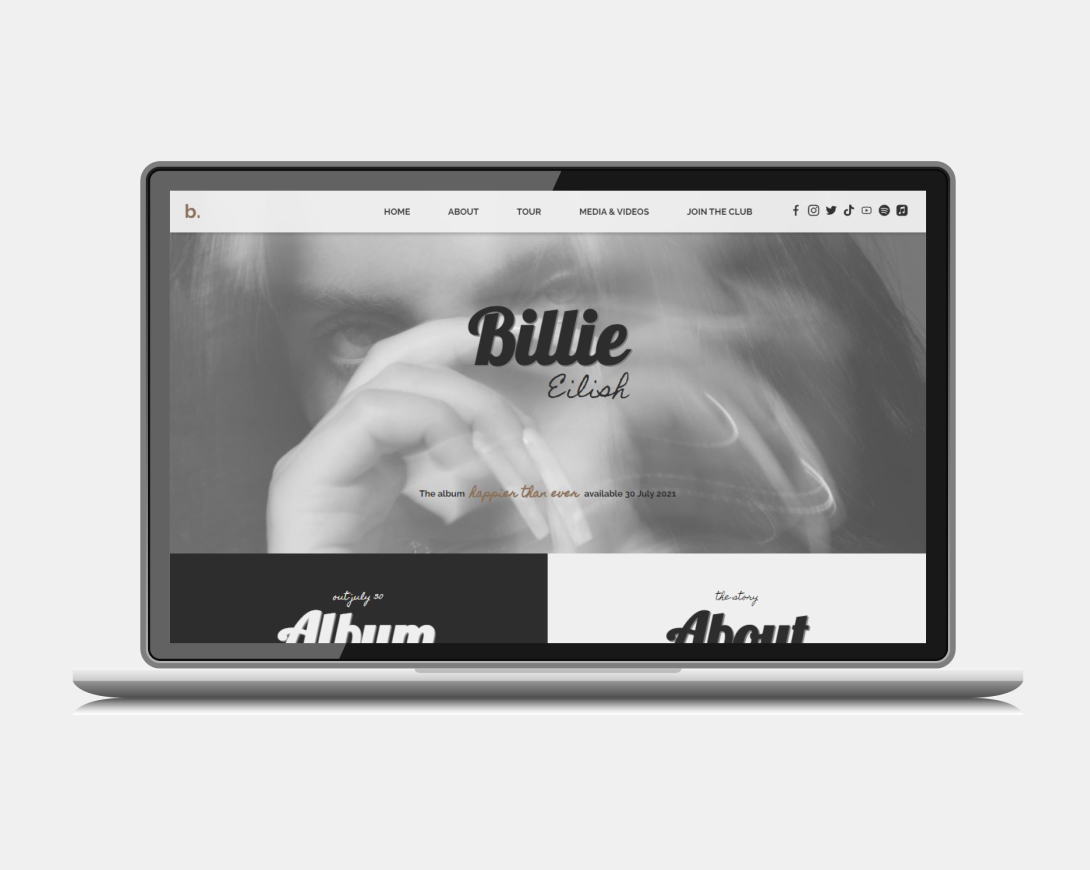 b. HOME ABOUT TOUR MEDIA & VIDEOS JOIN THE CLUB
Billie
Eilish
The album happier than ever available 30 July 2021
out july 30 the story
Album About